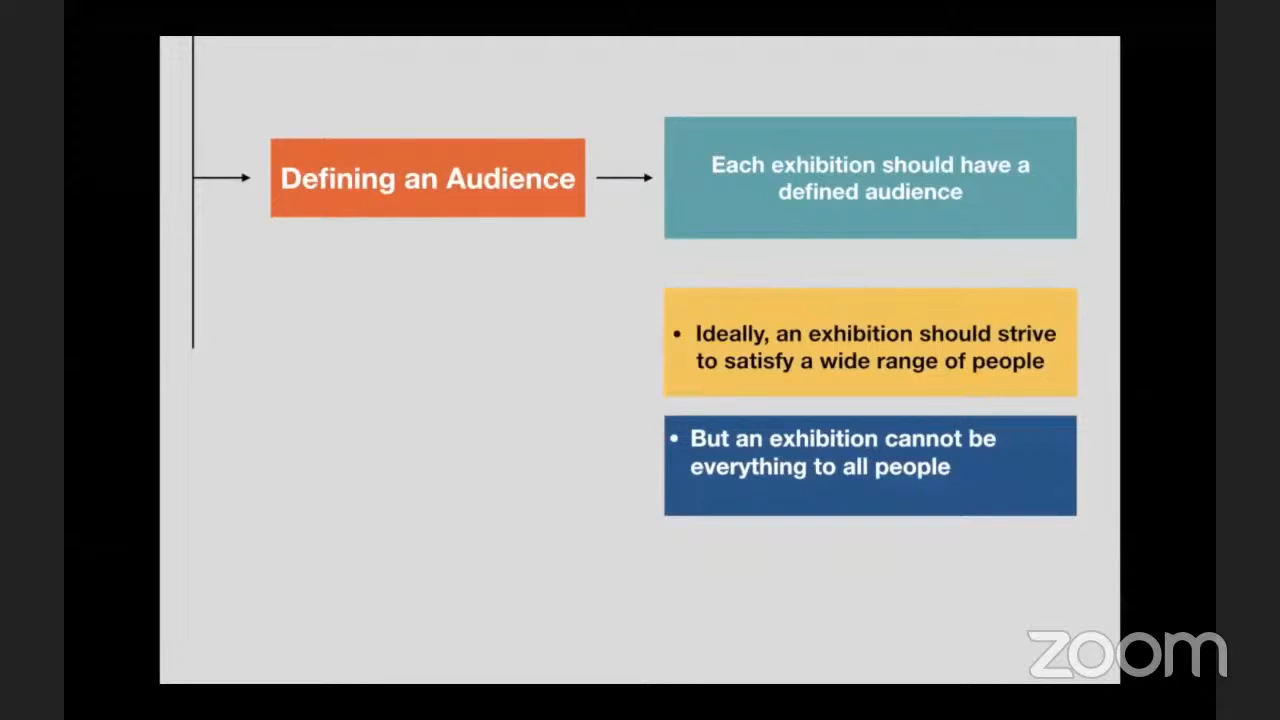 Defining an Audience
Each exhibition should have a
defined audience
• Ideally, an exhibition should strive
to satisfy a wide range of people
• But an exhibition cannot be
everything to all people
zoom